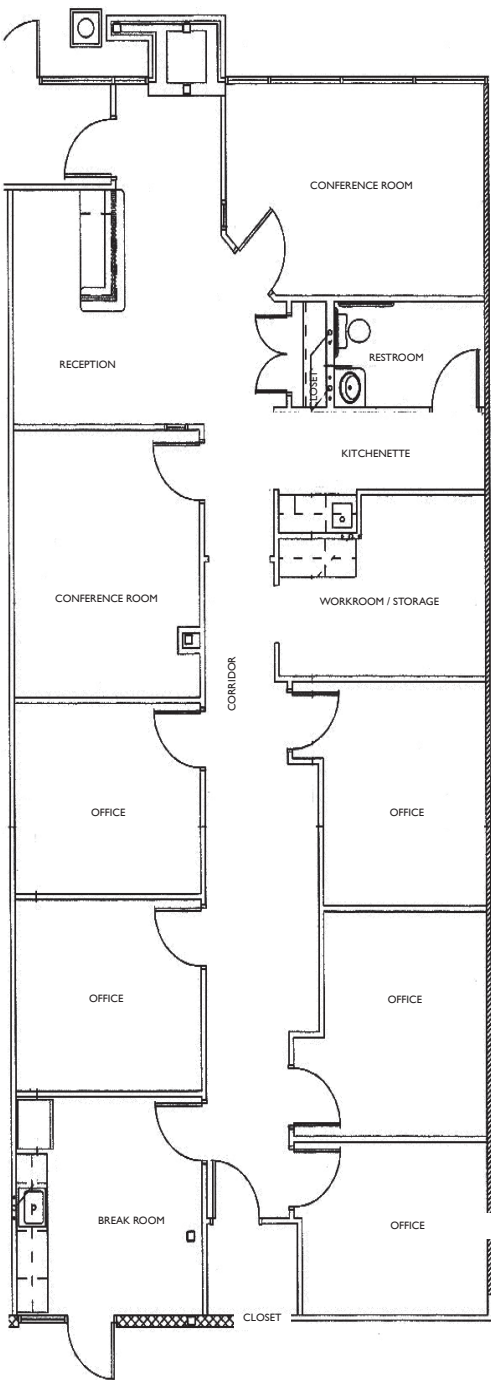 CONFERENCE ROOM
RECEPTION
RESTROOM
CLOSET
KITCHENETTE
CONFERENCE ROOM
WORKROOM / STORAGE
CORRIDOR
OFFICE
OFFICE
OFFICE
OFFICE
P
BREAK ROOM
OFFICE
CLOSET